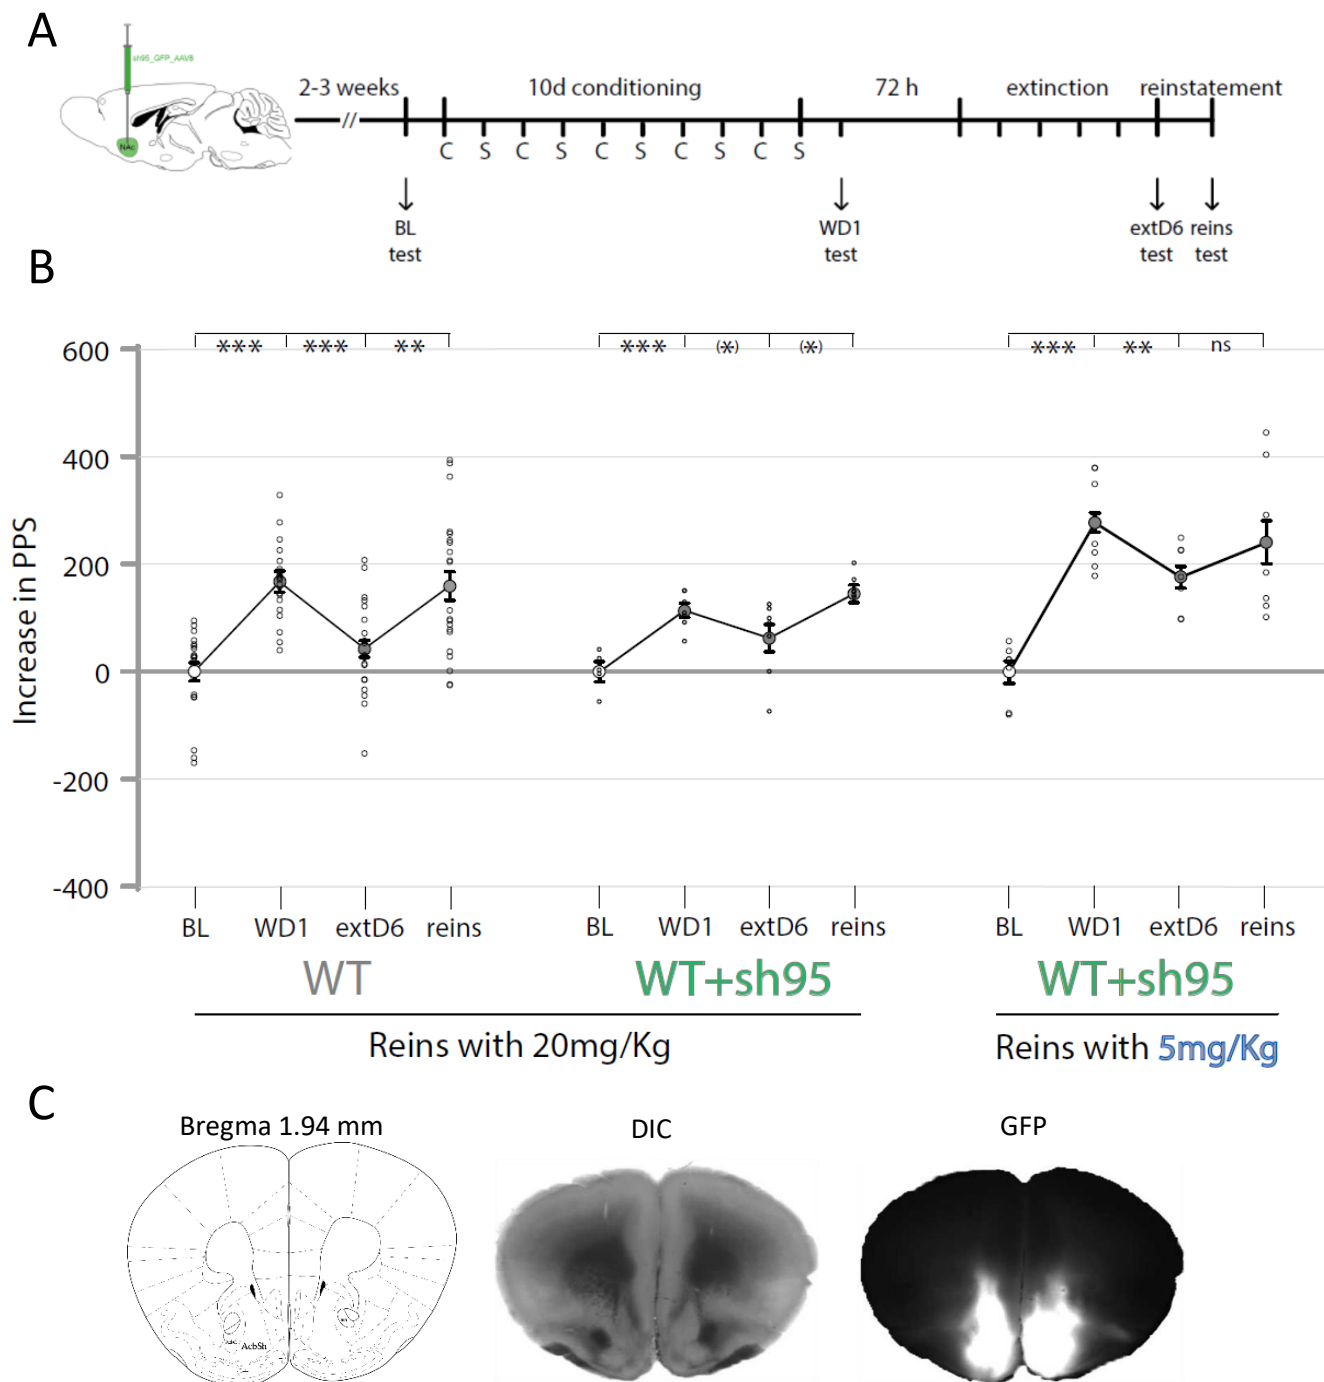 A
sh95_GFP_AAV8
NAc
2-3 weeks 10d conditioning 72 h extinction reinstatement
//
C S C S C S C S C S
BL test
WD1 test
extD6 test
reins test
B
*** *** ** *** (*) (*) *** ** ns
Increase in PPS
600
400
200
0
-200
-400
BL WD1 extD6 reins BL WD1 extD6 reins BL WD1 extD6 reins
WT WT+sh95 WT+sh95
Reins with 20mg/Kg Reins with 5mg/Kg
C
Bregma 1.94 mm DIC GFP
AcbSh